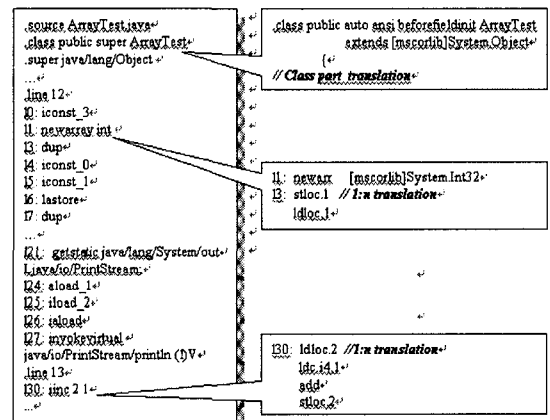 .source ArrayTest.java
.class public super ArrayTest
.super java/lang/Object
...
.line 12
l0: iconst_3
l1: newarray int
l3: dup
l4: iconst_0
l5: iconst_1
l6: iastore
l7: dup
...
l21: getstatic java/lang/System/out
Ljava/io/PrintStream;
l24: aload_1
l25: iload_2
l26: iaload
l27: invokevirtual
java/io/PrintStream/println (I)V
.line 13
l30: iinc 2 1
...
.class public auto ansi beforefieldinit ArrayTest
extends [mscorlib]System.Object
{
// Class part translation
l1: newarr [mscorlib]System.Int32
l3: stloc.1 // 1:n translation
ldloc.1
l30: ldloc.2 // 1:n translation
ldc.i4.1
add
stloc.2